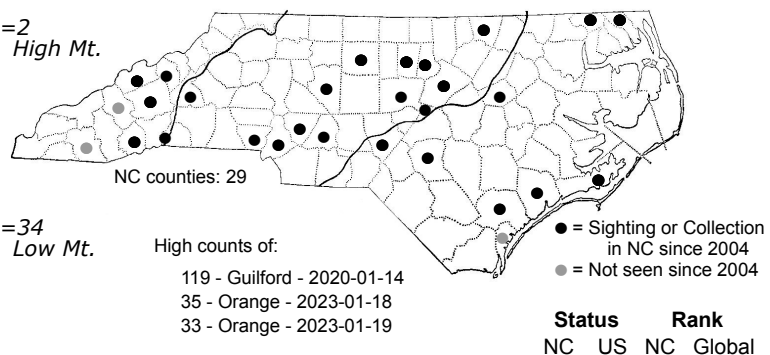 =2
High Mt.
NC counties: 29
=34
Low Mt.
High counts of:
119 - Guilford - 2020-01-14
35 - Orange - 2023-01-18
33 - Orange - 2023-01-19
● = Sighting or Collection
in NC since 2004
● = Not seen since 2004
Status Rank
NC US NC Global